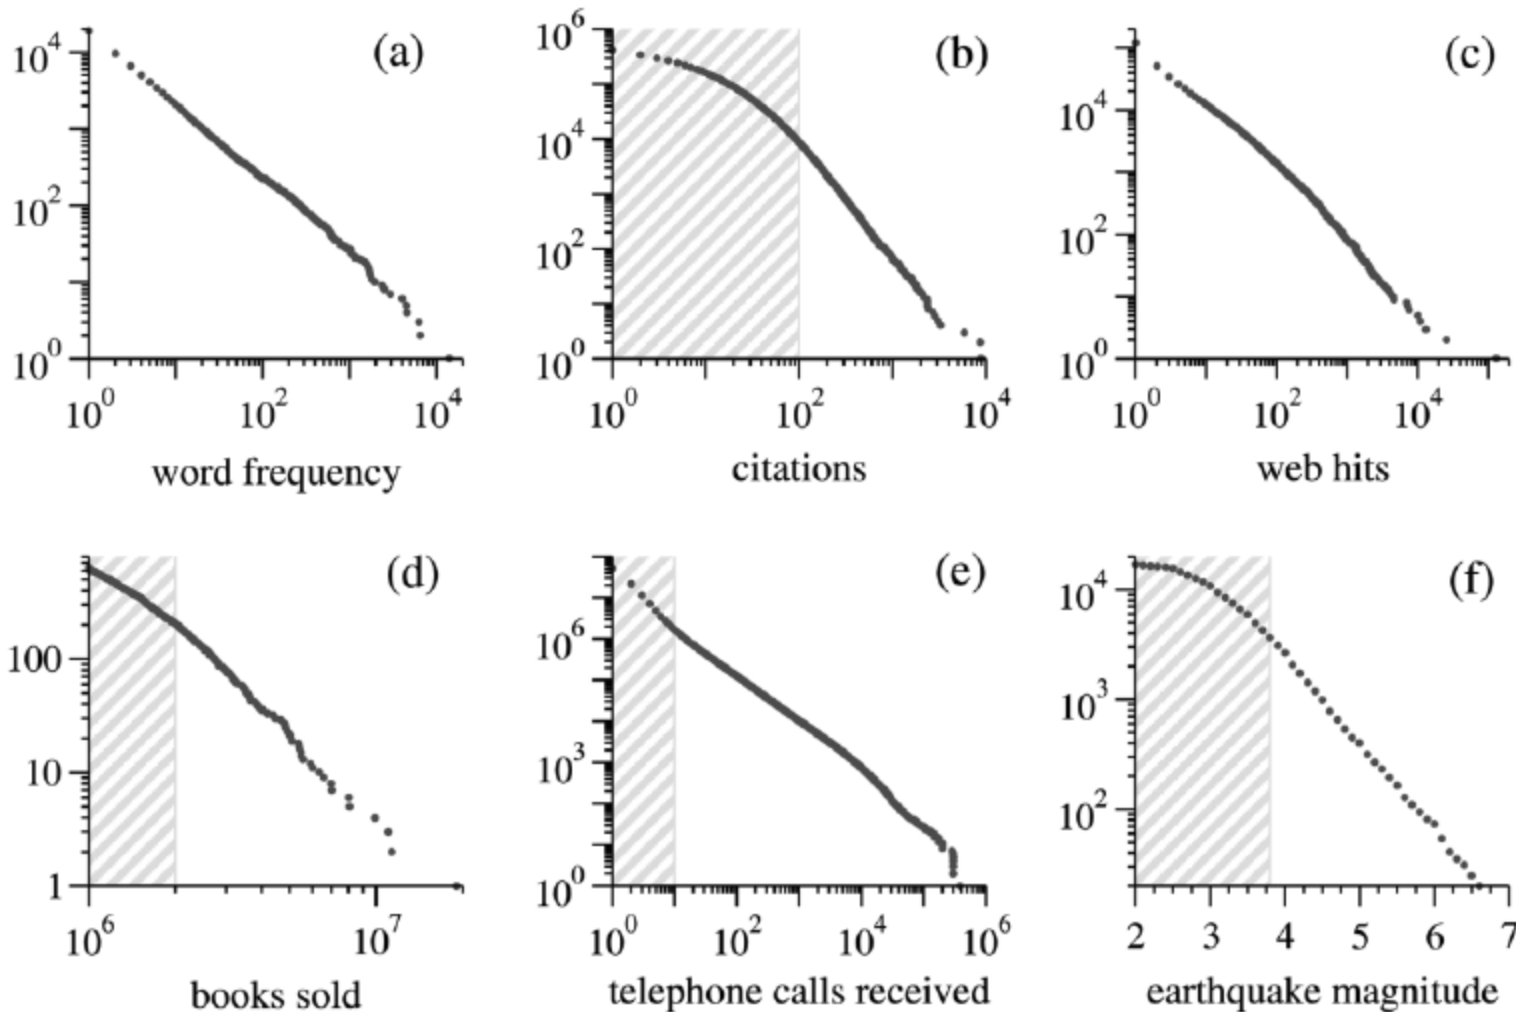 (a)
10^4
10^2
10^0
10^0 10^2 10^4
word frequency
(b)
10^6
10^4
10^2
10^0
10^0 10^2 10^4
citations
(c)
10^4
10^2
10^0
10^0 10^2 10^4
web hits
(d)
100
10
1
10^6 10^7
books sold
(e)
10^6
10^3
10^0
10^0 10^2 10^4 10^6
telephone calls received
(f)
10^4
10^3
10^2
2 3 4 5 6 7
earthquake magnitude